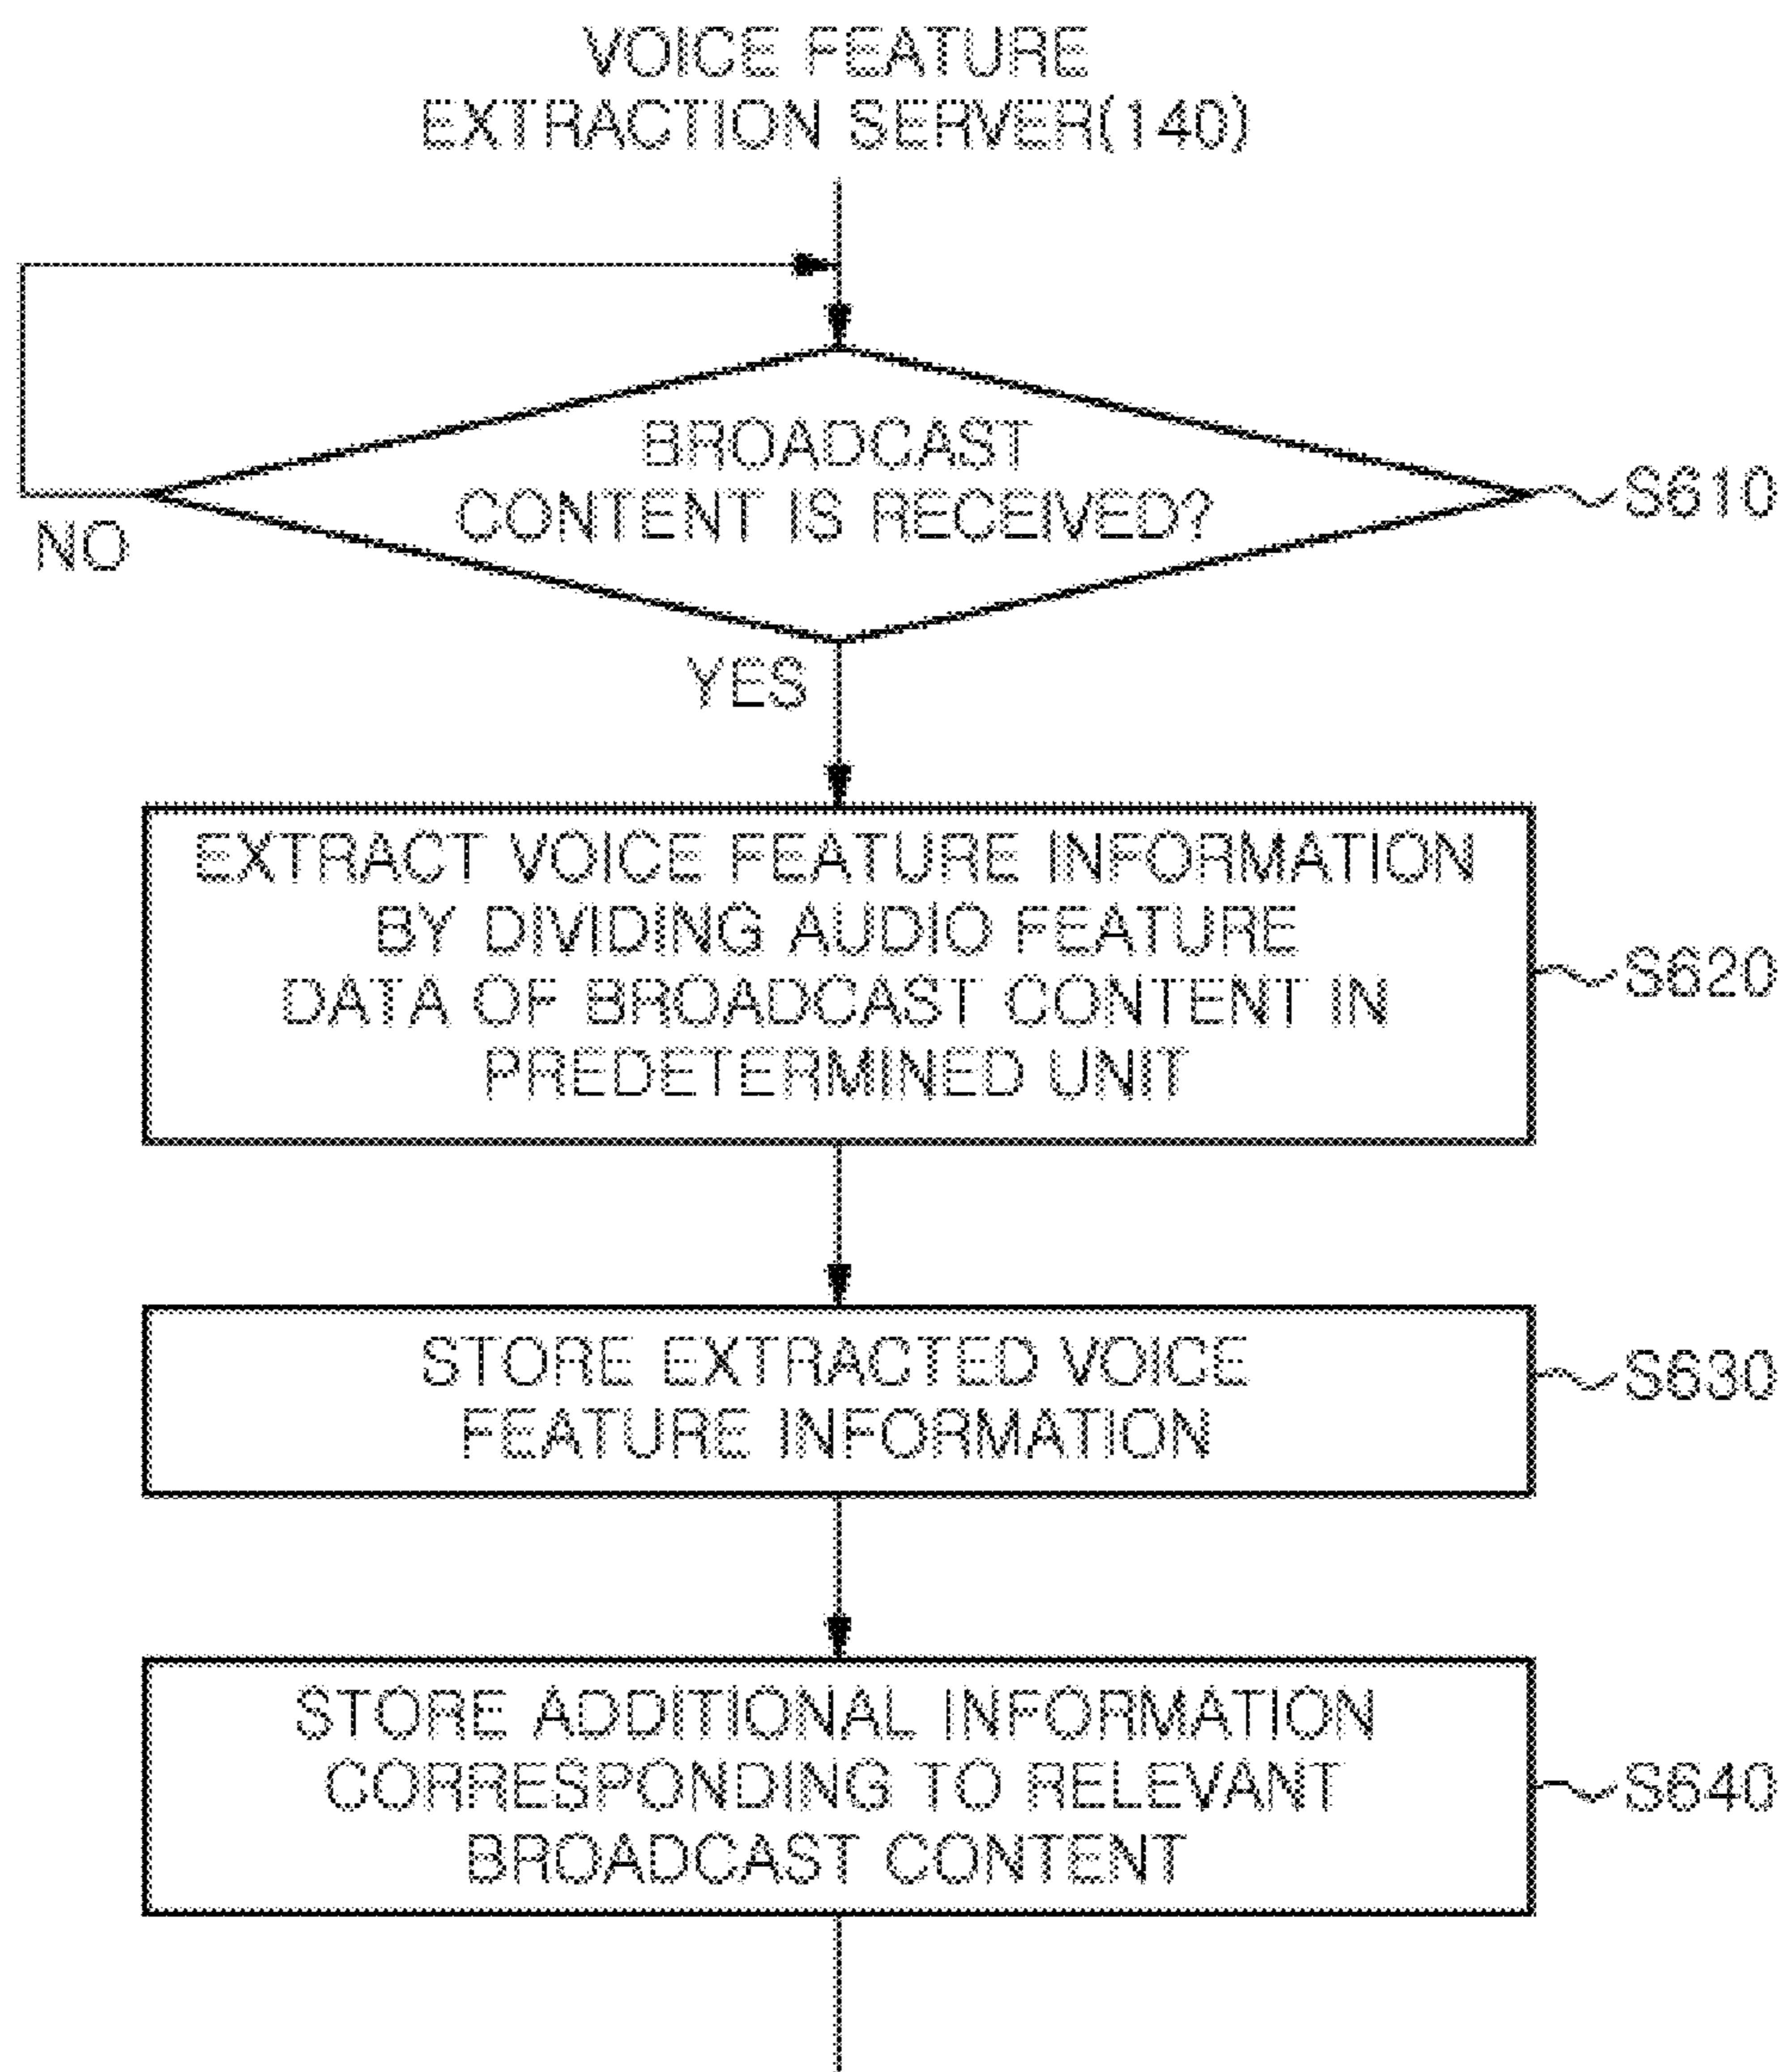 VOICE FEATURE
EXTRACTION SERVER(140)
BROADCAST
CONTENT IS RECEIVED?
S610
NO
YES
EXTRACT VOICE FEATURE INFORMATION
BY DIVIDING AUDIO FEATURE
DATA OF BROADCAST CONTENT IN
PREDETERMINED UNIT
S620
STORE EXTRACTED VOICE
FEATURE INFORMATION
S630
STORE ADDITIONAL INFORMATION
CORRESPONDING TO RELEVANT
BROADCAST CONTENT
S640